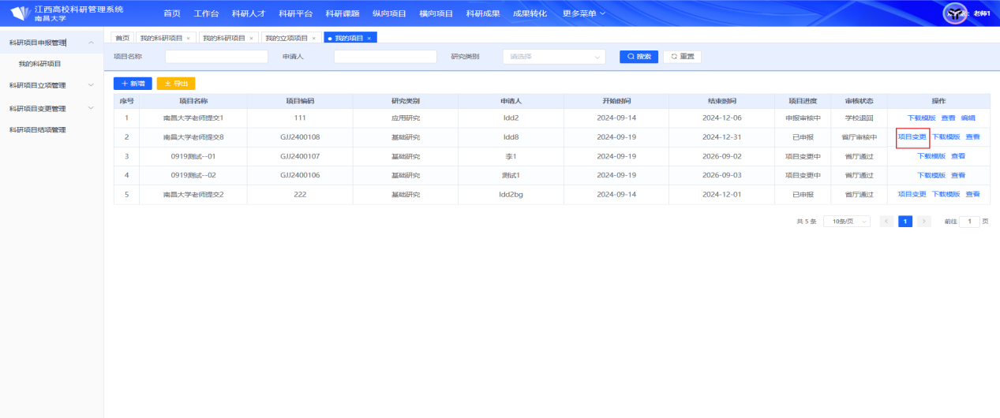 江西高校科研管理系统
南昌大学
首页 工作台 科研人才 科研平台 科研课题 纵向项目 横向项目 科研成果 成果转化 更多菜单
老师1
科研项目申报管理
我的科研项目
科研项目立项管理
科研项目变更管理
科研项目结项管理
首页 我的科研项目 × 我的科研项目 × 我的立项项目 × 我的项目 ×
项目名称 申请人 研究类别 请选择 搜索 重置
+ 新增 导出
序号 项目名称 项目编码 研究类别 申请人 开始时间 结束时间 项目进度 审核状态 操作
1 南昌大学老师提交1 111 应用研究 ldd2 2024-09-14 2024-12-06 申报审核中 学校退回 下载模版 查看 编辑
2 南昌大学老师提交8 GJJ2400108 基础研究 ldd8 2024-09-19 2024-12-31 已申报 省厅审核中 项目变更 下载模版 查看
3 0919测试--01 GJJ2400107 基础研究 李1 2024-09-19 2026-09-02 项目变更中 省厅通过 下载模版 查看
4 0919测试--02 GJJ2400106 基础研究 测试1 2024-09-19 2026-09-03 项目变更中 省厅通过 下载模版 查看
5 南昌大学老师提交2 222 基础研究 ldd2bg 2024-09-14 2024-12-01 已申报 省厅通过 项目变更 下载模版 查看
共 5 条 10条/页 < 1 > 前往 1 页